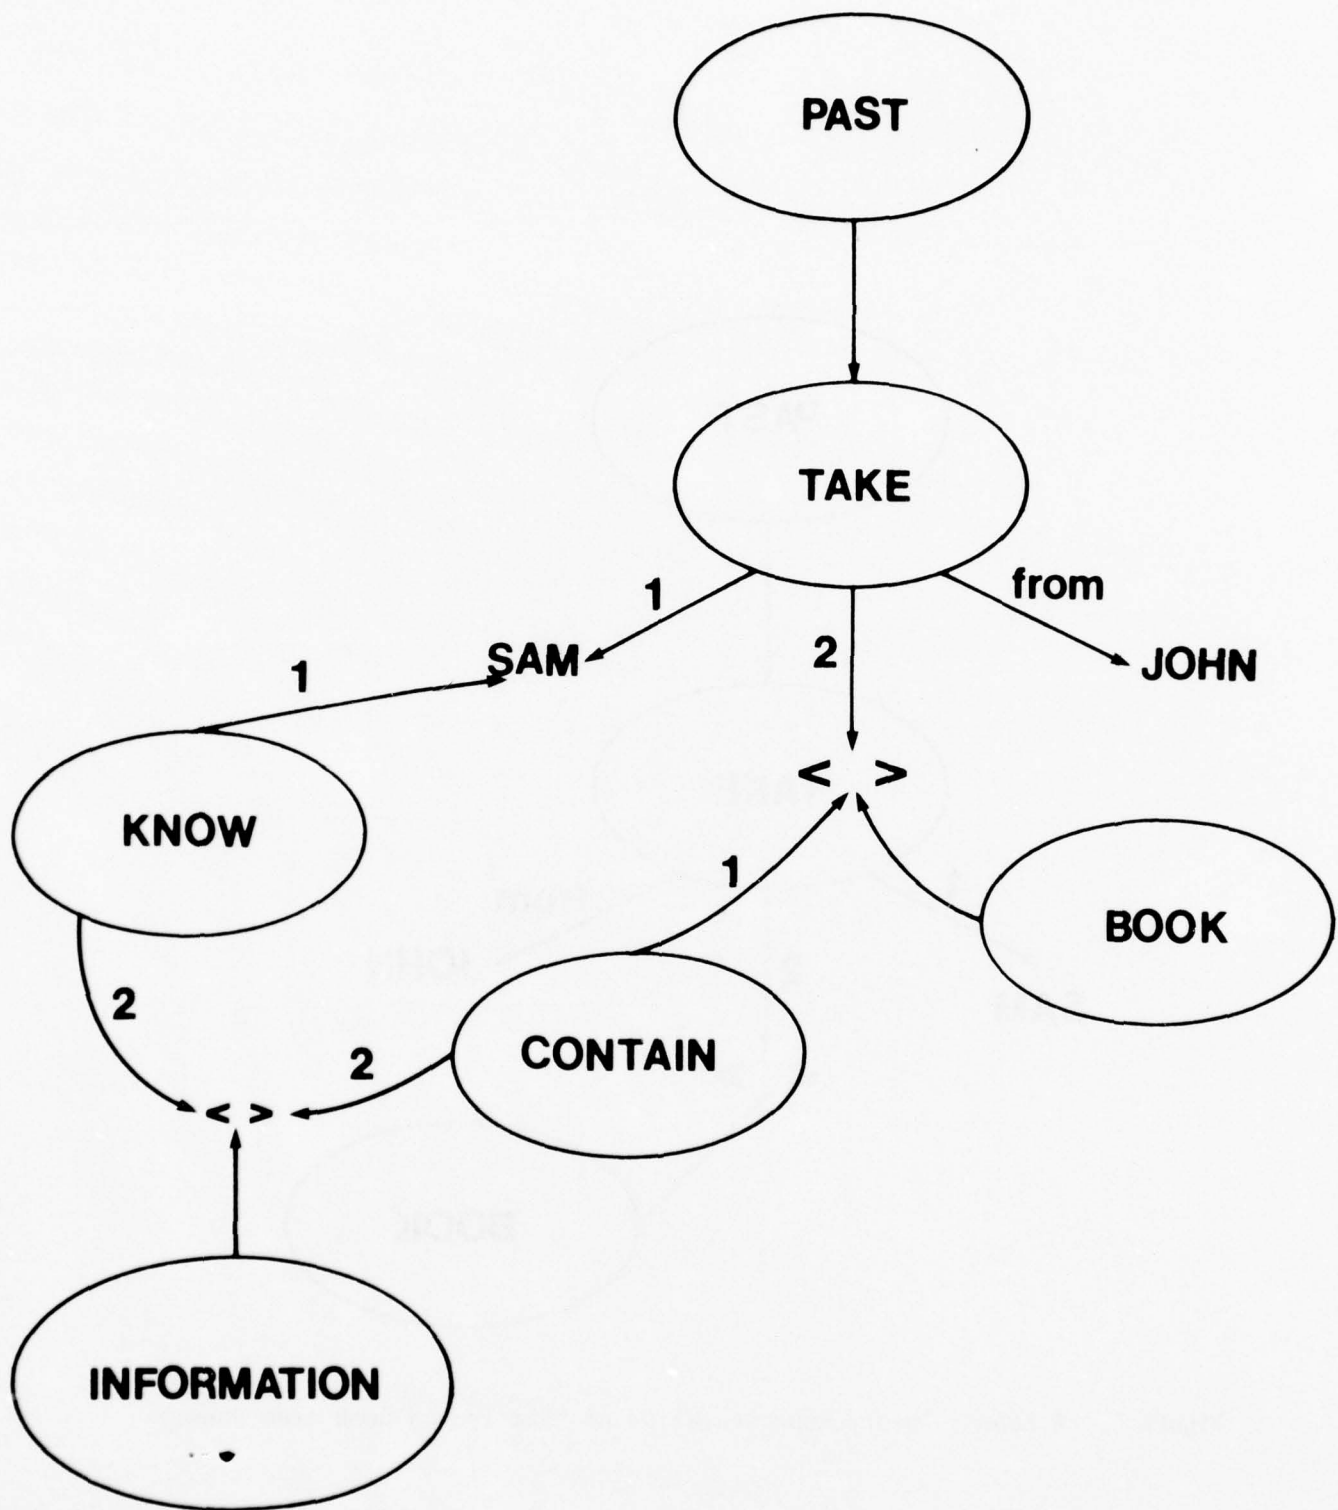 PAST
TAKE
1
from
2
SAM
JOHN
1
< >
KNOW
1
BOOK
2
2
CONTAIN
< >
INFORMATION